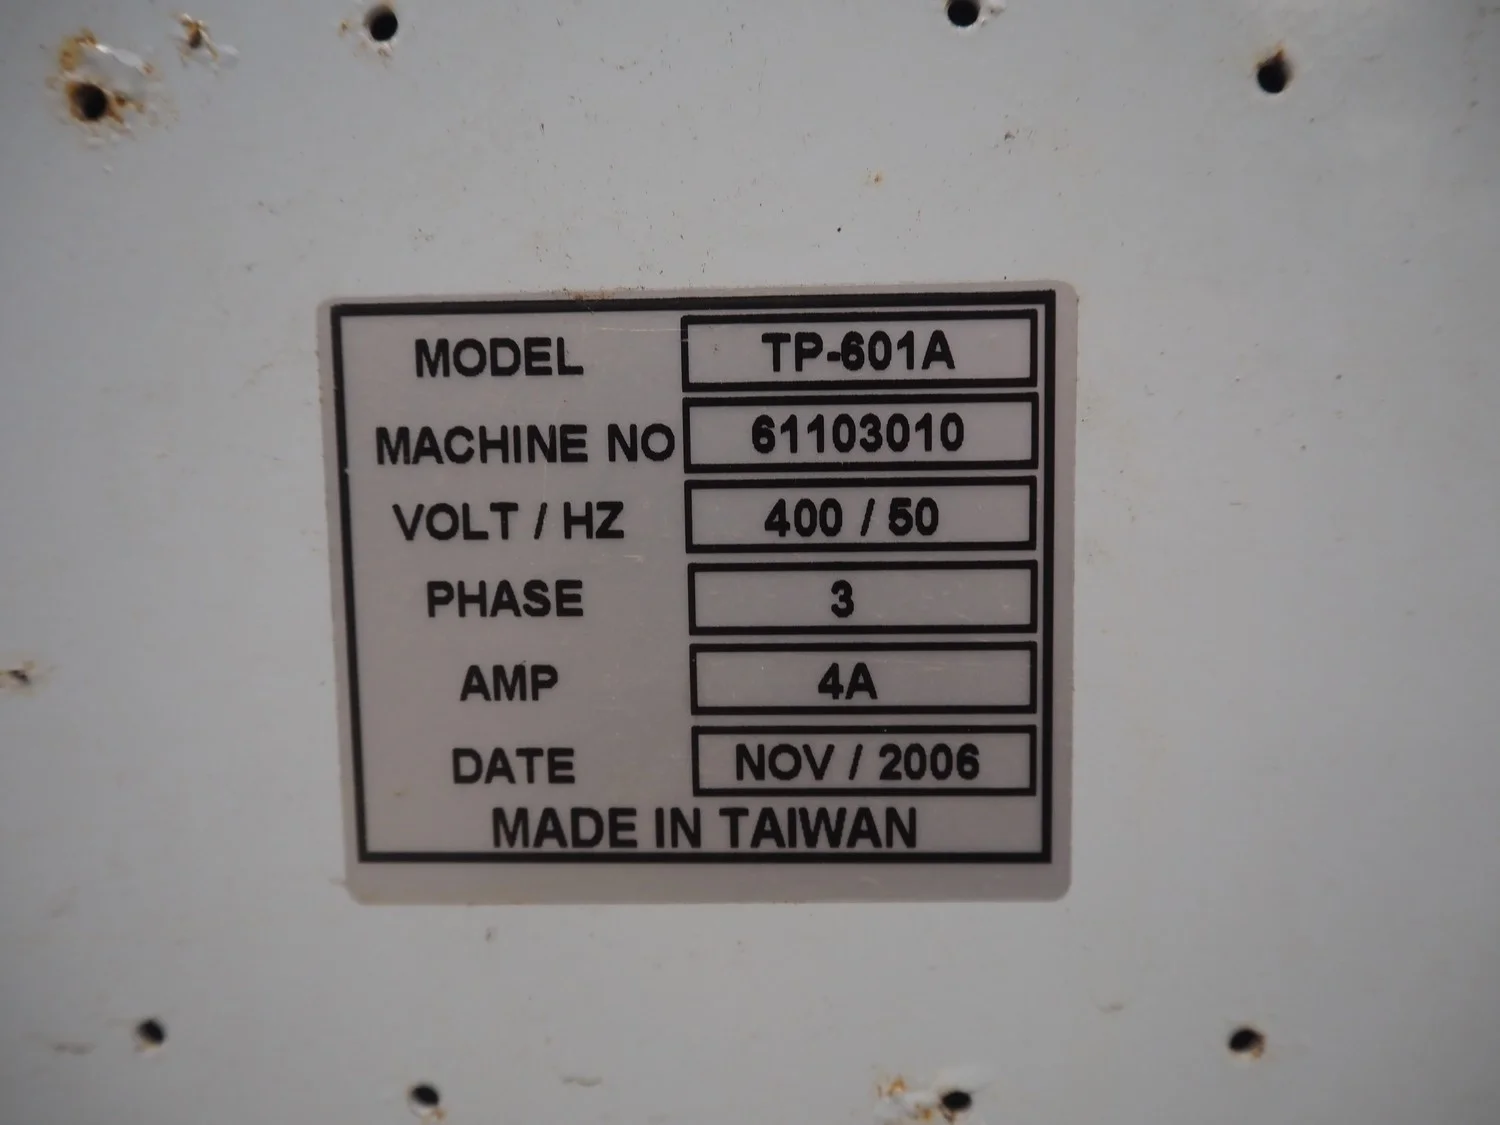 MODEL TP-601A
MACHINE NO 61103010
VOLT / HZ 400 / 50
PHASE 3
AMP 4A
DATE NOV / 2006
MADE IN TAIWAN